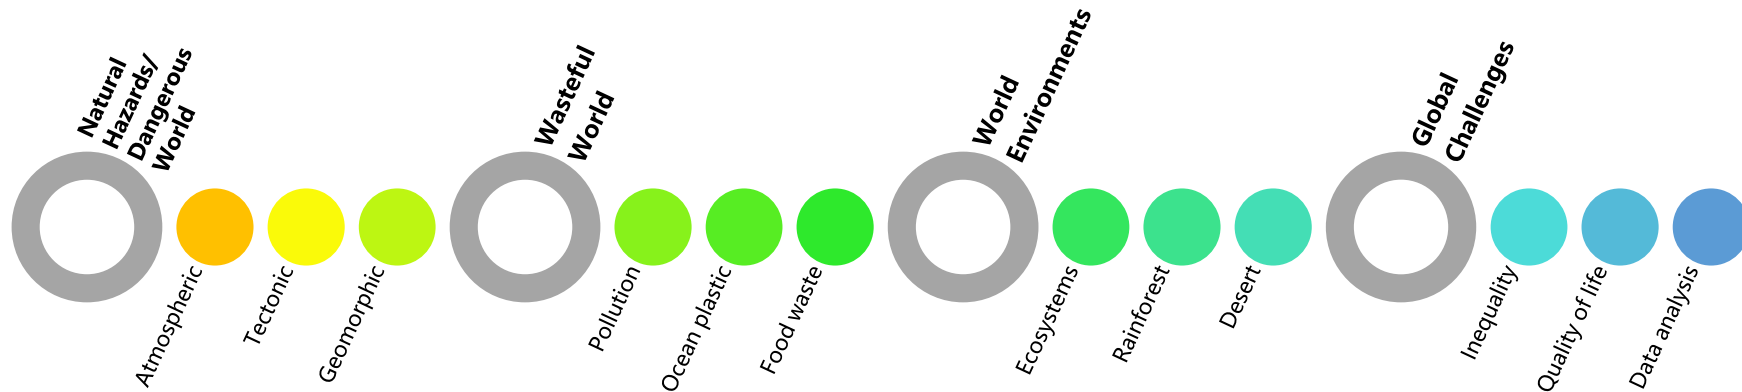 Natural
Hazards/
Dangerous
World
Atmospheric
Tectonic
Geomorphic
Wasteful
World
Pollution
Ocean plastic
Food waste
World
Environments
Ecosystems
Rainforest
Desert
Global
Challenges
Inequality
Quality of life
Data analysis